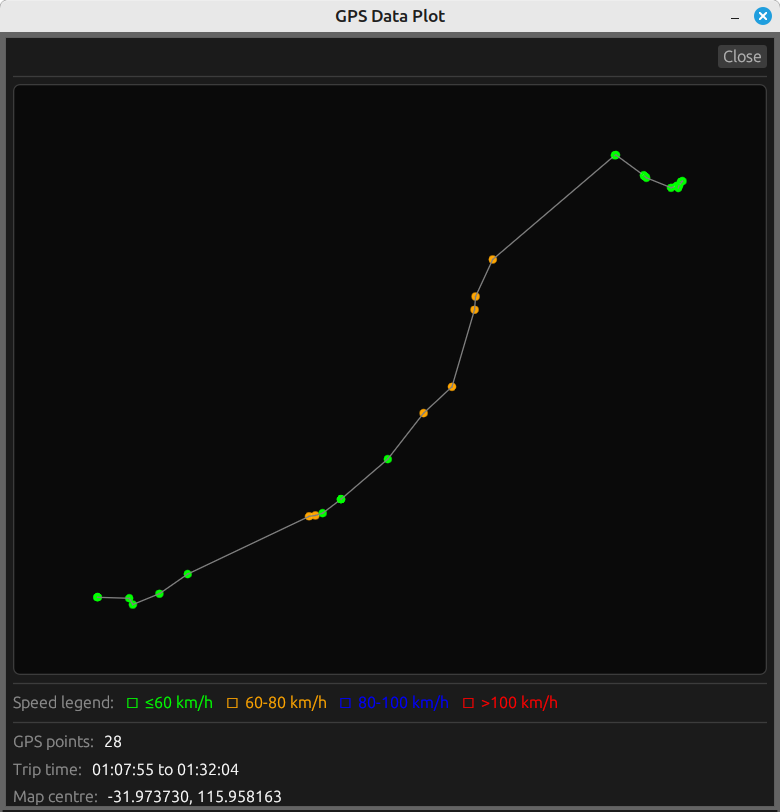 GPS Data Plot
Close
Speed legend: ≤60 km/h 60-80 km/h 80-100 km/h >100 km/h
GPS points: 28
Trip time: 01:07:55 to 01:32:04
Map centre: -31.973730, 115.958163